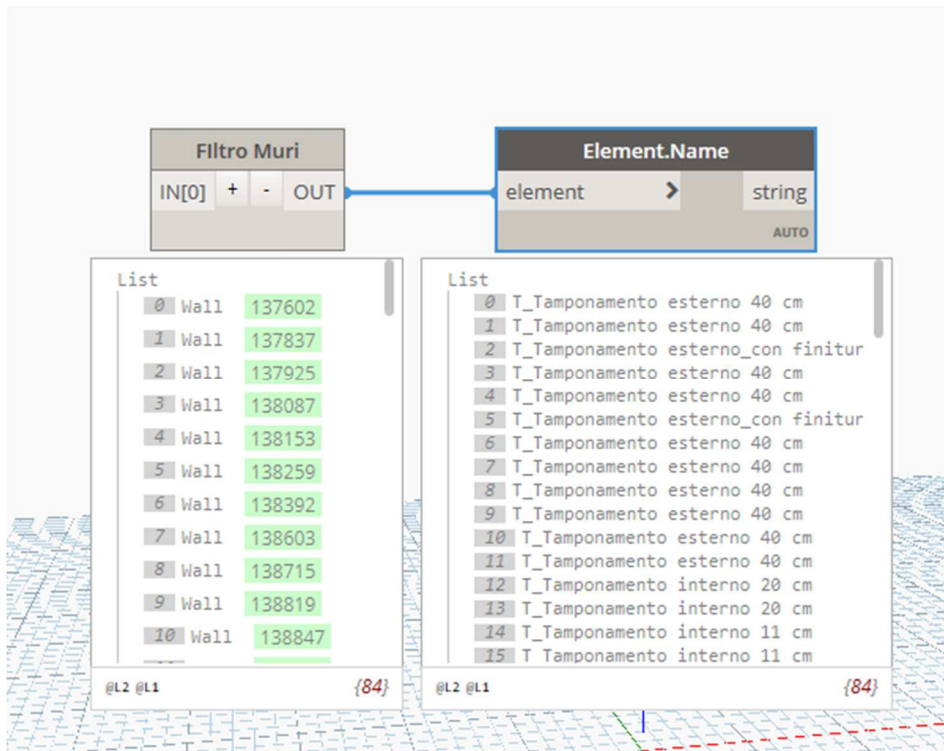 FIltro Muri
IN[0] + - OUT
Element.Name
element > string
AUTO
List
0 Wall 137602
1 Wall 137837
2 Wall 137925
3 Wall 138087
4 Wall 138153
5 Wall 138259
6 Wall 138392
7 Wall 138603
8 Wall 138715
9 Wall 138819
10 Wall 138847
@L2 @L1 {84}
List
0 T_Tamponamento esterno 40 cm
1 T_Tamponamento esterno 40 cm
2 T_Tamponamento esterno_con finitur
3 T_Tamponamento esterno 40 cm
4 T_Tamponamento esterno 40 cm
5 T_Tamponamento esterno_con finitur
6 T_Tamponamento esterno 40 cm
7 T_Tamponamento esterno 40 cm
8 T_Tamponamento esterno 40 cm
9 T_Tamponamento esterno 40 cm
10 T_Tamponamento esterno 40 cm
11 T_Tamponamento esterno 40 cm
12 T_Tamponamento interno 20 cm
13 T_Tamponamento interno 20 cm
14 T_Tamponamento interno 11 cm
15 T_Tamponamento interno 11 cm
@L2 @L1 {84}